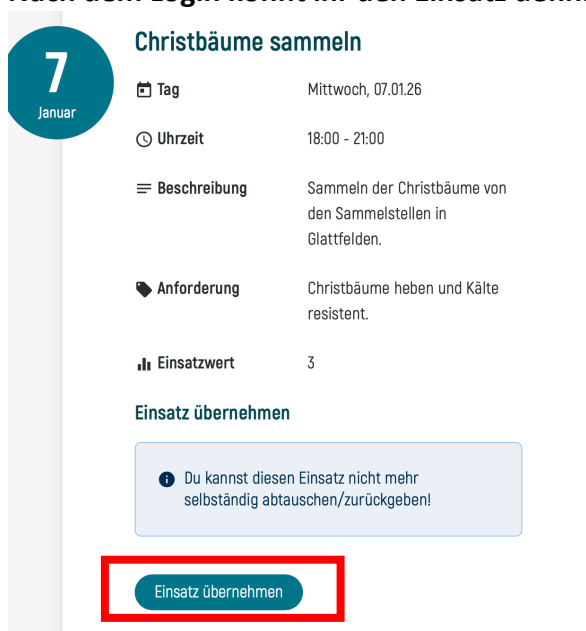 7
Januar
Christbäume sammeln
Tag Mittwoch, 07.01.26
Uhrzeit 18:00 - 21:00
Beschreibung Sammeln der Christbäume von
den Sammelstellen in
Glattfelden.
Anforderung Christbäume heben und Kälte
resistent.
Einsatzwert 3
Einsatz übernehmen
Du kannst diesen Einsatz nicht mehr
selbständig abtauschen/zurückgeben!
Einsatz übernehmen